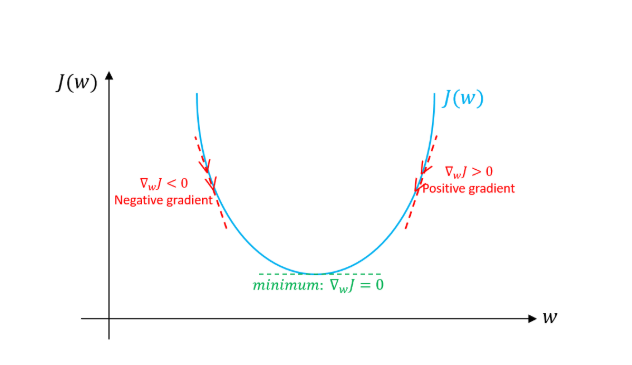 J(w)
J(w)
∇wJ < 0
Negative gradient
∇wJ > 0
Positive gradient
minimum: ∇wJ = 0
w